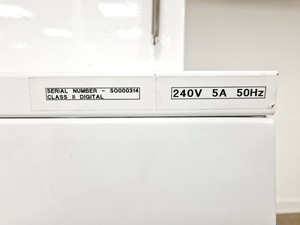 SERIAL NUMBER - SO000314
CLASS II DIGITAL
240V 5A 50Hz